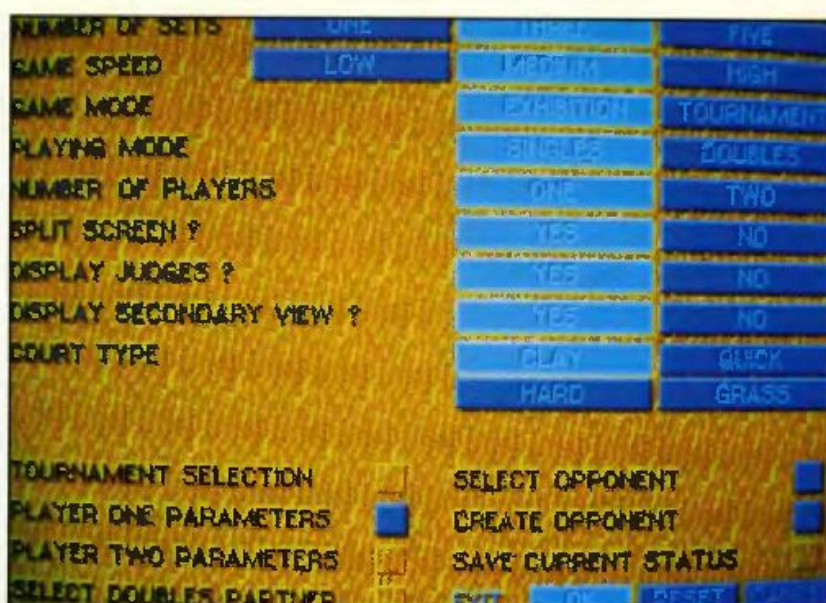 NUMBER OF SETS ONE THREE FIVE
GAME SPEED LOW MEDIUM HIGH
GAME MODE EXHIBITION TOURNAMENT
PLAYING MODE SINGLES DOUBLES
NUMBER OF PLAYERS ONE TWO
SPLIT SCREEN ? YES NO
DISPLAY JUDGES ? YES NO
DISPLAY SECONDARY VIEW ? YES NO
COURT TYPE CLAY QUICK
HARD GRASS
TOURNAMENT SELECTION SELECT OPPONENT
PLAYER ONE PARAMETERS CREATE OPPONENT
PLAYER TWO PARAMETERS SAVE CURRENT STATUS
SELECT DOUBLES PARTNER EXIT OK RESET